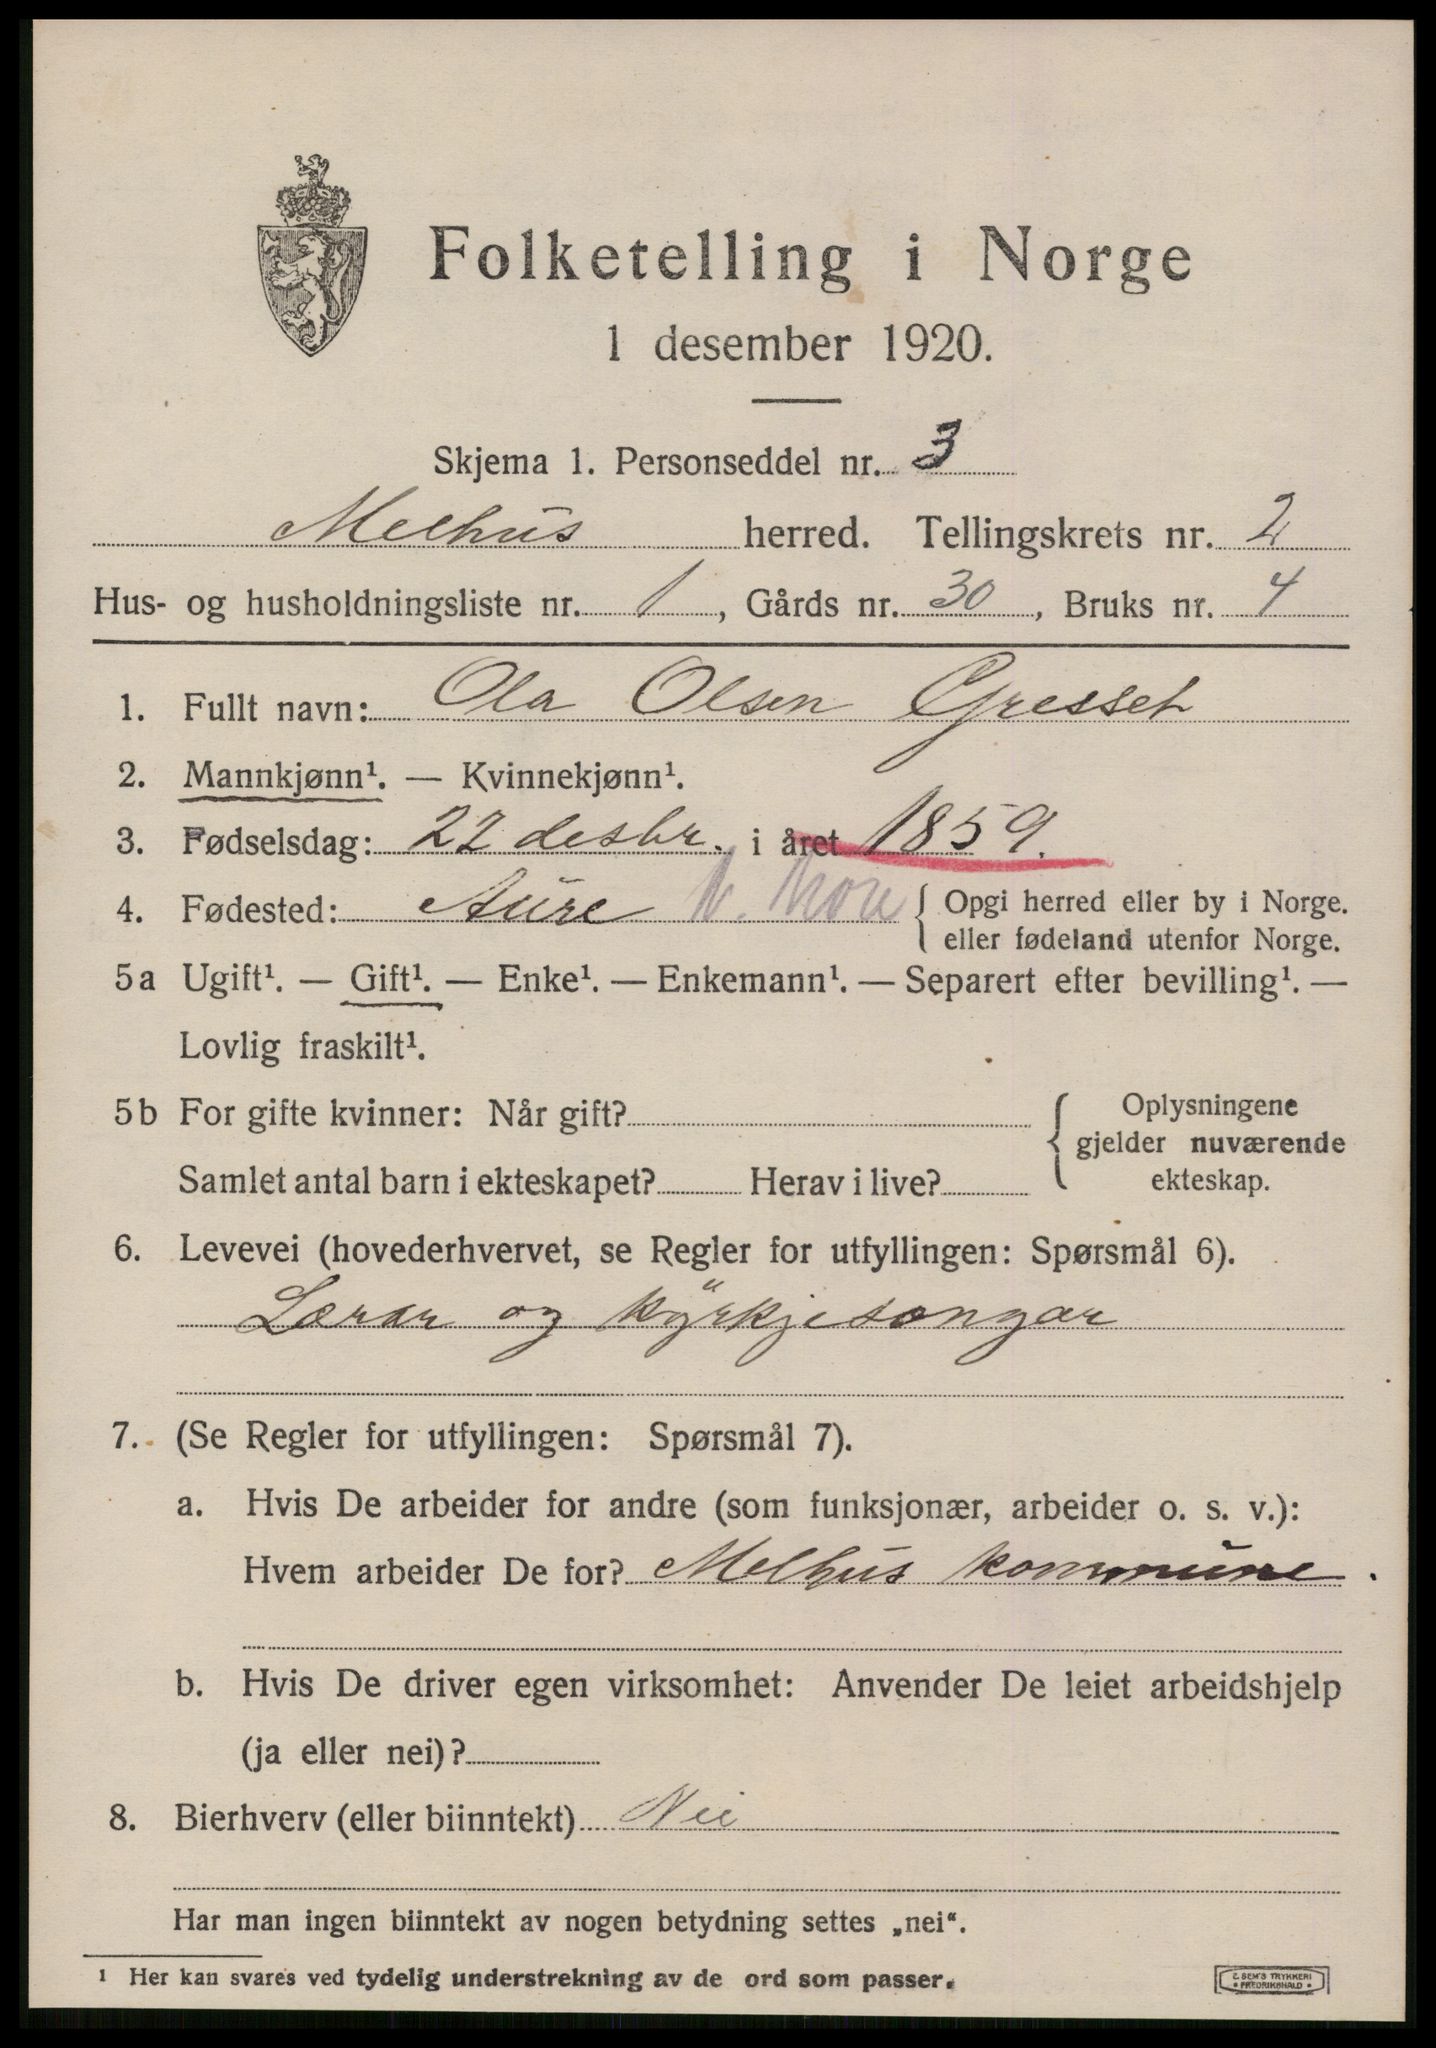 Folketelling i Norge
1 desember 1920.
Skjema 1. Personseddel nr. 3
Melhus herred. Tellingskrets nr. 2
Hus- og husholdningsliste nr. 1, Gårds nr. 30, Bruks nr. 4
1. Fullt navn: Ola Olsen Gresset
2. Mannkjønn¹. — Kvinnekjønn¹.
3. Fødselsdag: 22 desbr. i året 1859.
4. Fødested: Aure N. Møre { Opgi herred eller by i Norge.
eller fødeland utenfor Norge.
5a Ugift¹. — Gift¹. — Enke¹. — Enkemann¹. — Separert efter bevilling¹. —
Lovlig fraskilt¹.
5b For gifte kvinner: Når gift?
Samlet antal barn i ekteskapet? Herav i live?
Oplysningene
gjelder nuværende
ekteskap.
6. Levevei (hovederhvervet, se Regler for utfyllingen: Spørsmål 6).
Lærar og kyrkjesongar
7. (Se Regler for utfyllingen: Spørsmål 7).
a. Hvis De arbeider for andre (som funksjonær, arbeider o. s. v.):
Hvem arbeider De for? Melhus kommune.
b. Hvis De driver egen virksomhet: Anvender De leiet arbeidshjelp
(ja eller nei)?
8. Bierhverv (eller biinntekt) Nei
Har man ingen biinntekt av nogen betydning settes „nei“.
1 Her kan svares ved tydelig understrekning av de ord som passer.
E. SEM'S TRYKKERI
• FREDRIKSHALD •